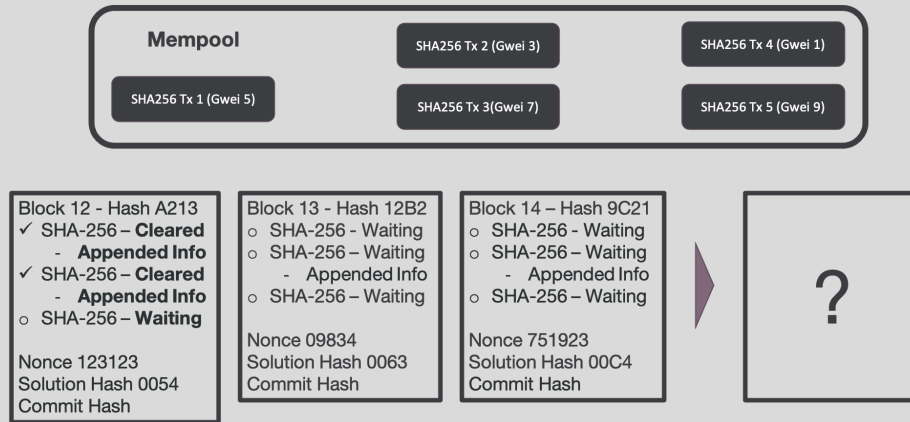 Mempool
SHA256 Tx 2 (Gwei 3)
SHA256 Tx 4 (Gwei 1)
SHA256 Tx 1 (Gwei 5)
SHA256 Tx 3(Gwei 7)
SHA256 Tx 5 (Gwei 9)
Block 12 - Hash A213
✓ SHA-256 – Cleared
- Appended Info
✓ SHA-256 – Cleared
- Appended Info
○ SHA-256 – Waiting
Nonce 123123
Solution Hash 0054
Commit Hash
Block 13 - Hash 12B2
○ SHA-256 - Waiting
○ SHA-256 – Waiting
- Appended Info
○ SHA-256 – Waiting
Nonce 09834
Solution Hash 0063
Commit Hash
Block 14 – Hash 9C21
○ SHA-256 - Waiting
○ SHA-256 – Waiting
- Appended Info
○ SHA-256 – Waiting
Nonce 751923
Solution Hash 00C4
Commit Hash
?